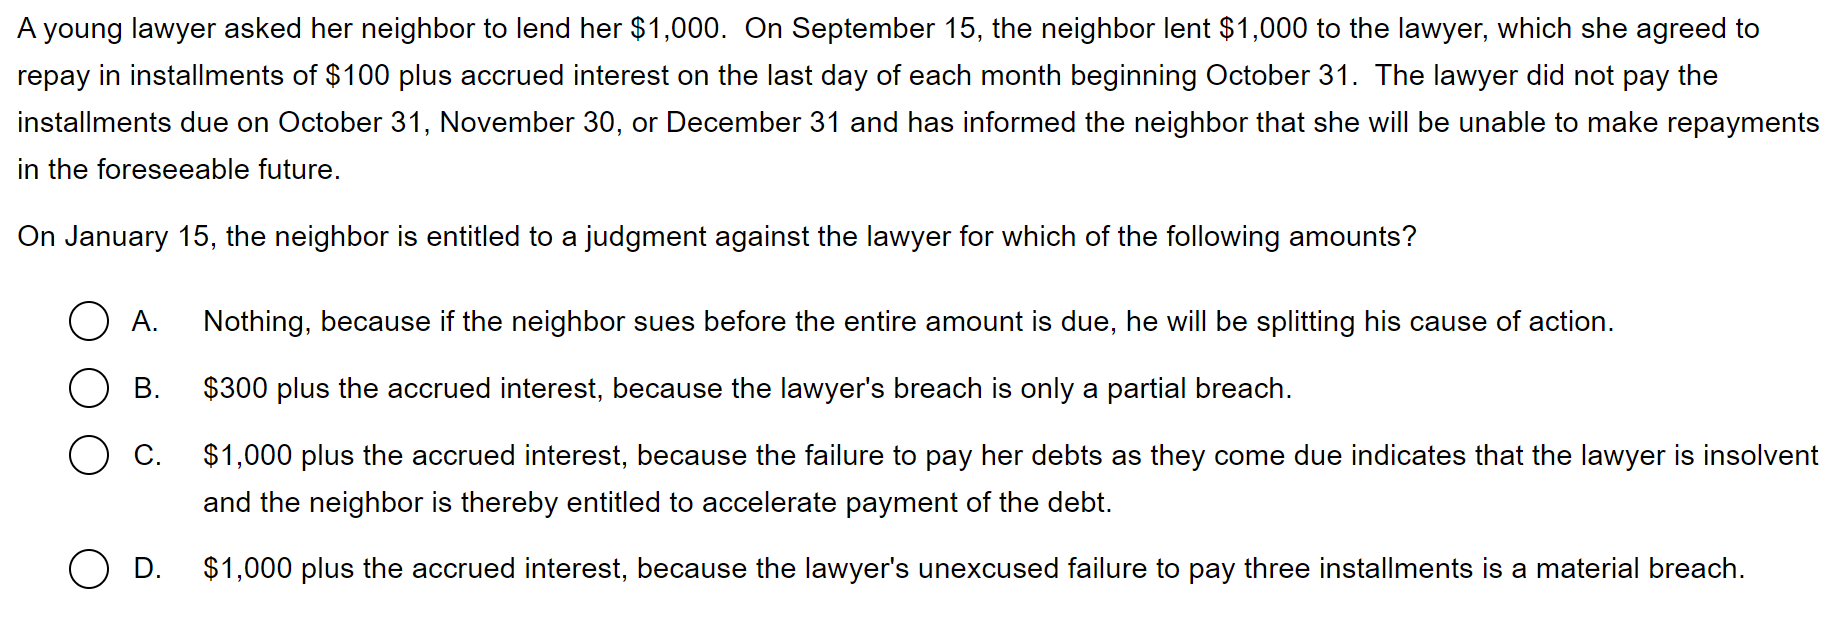 A young lawyer asked her neighbor to lend her $1,000.  On September 15, the neighbor lent $1,000 to the lawyer, which she agreed to
repay in installments of $100 plus accrued interest on the last day of each month beginning October 31.  The lawyer did not pay the
installments due on October 31, November 30, or December 31 and has informed the neighbor that she will be unable to make repayments
in the foreseeable future.
On January 15, the neighbor is entitled to a judgment against the lawyer for which of the following amounts?
A. Nothing, because if the neighbor sues before the entire amount is due, he will be splitting his cause of action.
B. $300 plus the accrued interest, because the lawyer's breach is only a partial breach.
C. $1,000 plus the accrued interest, because the failure to pay her debts as they come due indicates that the lawyer is insolvent
and the neighbor is thereby entitled to accelerate payment of the debt.
D. $1,000 plus the accrued interest, because the lawyer's unexcused failure to pay three installments is a material breach.